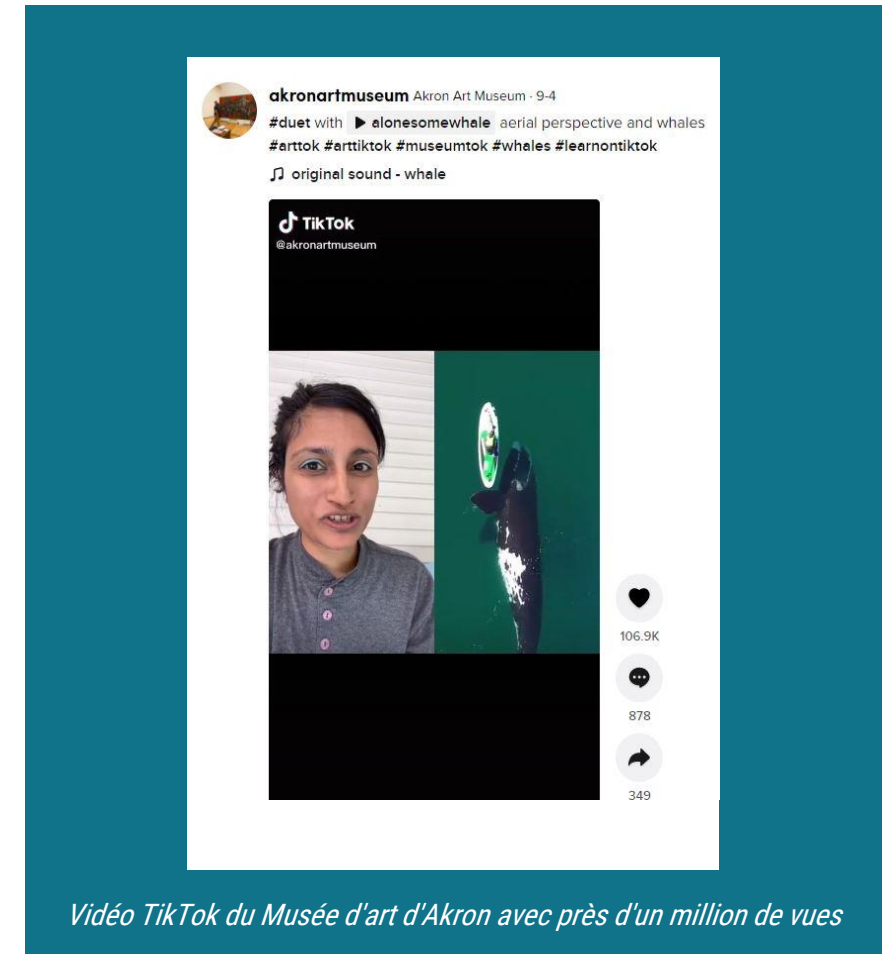 akronartmuseum Akron Art Museum · 9-4
#duet with ▶ alonesomewhale aerial perspective and whales
#arttok #arttiktok #museumtok #whales #learnontiktok
♫ original sound - whale
TikTok
@akronartmuseum
106.9K
878
349
Vidéo TikTok du Musée d'art d'Akron avec près d'un million de vues